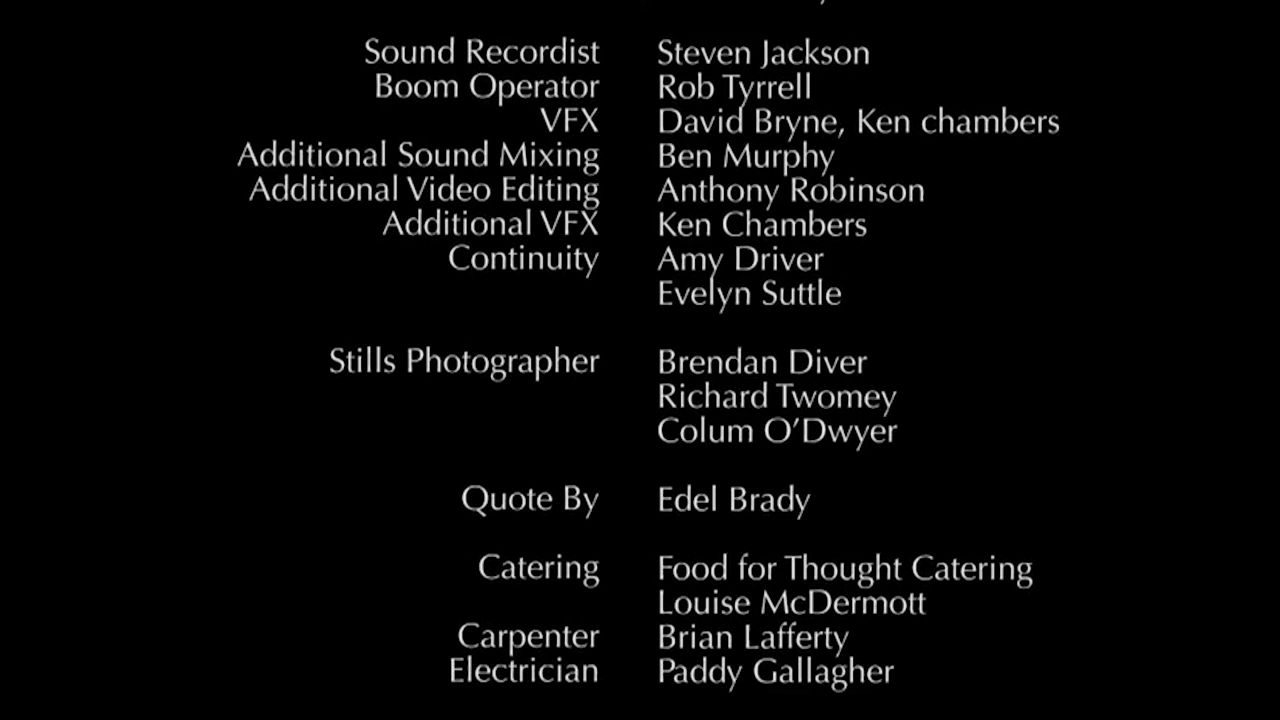 Sound Recordist Steven Jackson
Boom Operator Rob Tyrrell
VFX David Bryne, Ken chambers
Additional Sound Mixing Ben Murphy
Additional Video Editing Anthony Robinson
Additional VFX Ken Chambers
Continuity Amy Driver
Evelyn Suttle
Stills Photographer Brendan Diver
Richard Twomey
Colum O'Dwyer
Quote By Edel Brady
Catering Food for Thought Catering
Louise McDermott
Carpenter Brian Lafferty
Electrician Paddy Gallagher